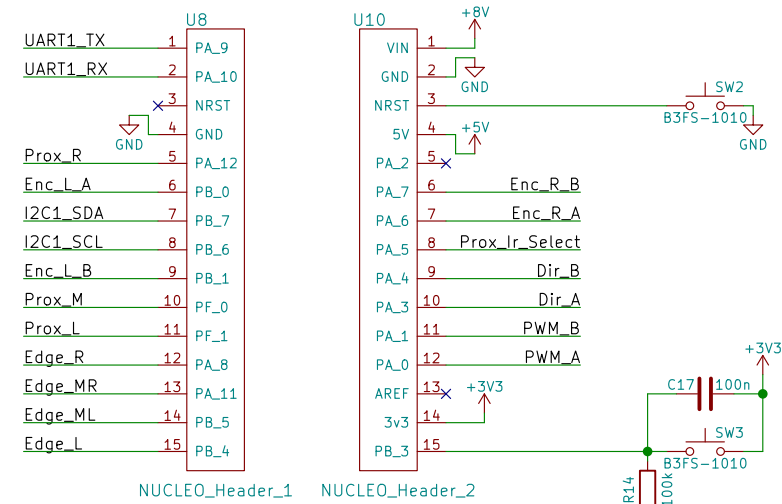 U8
UART1_TX 1 PA_9
UART1_RX 2 PA_10
3 NRST
GND 4 GND
Prox_R 5 PA_12
Enc_L_A 6 PB_0
I2C1_SDA 7 PB_7
I2C1_SCL 8 PB_6
Enc_L_B 9 PB_1
Prox_M 10 PF_0
Prox_L 11 PF_1
Edge_R 12 PA_8
Edge_MR 13 PA_11
Edge_ML 14 PB_5
Edge_L 15 PB_4
NUCLEO_Header_1
U10
VIN 1 +8V
GND 2 GND
NRST 3
5V 4 +5V
PA_2 5
PA_7 6 Enc_R_B
PA_6 7 Enc_R_A
PA_5 8 Prox_Ir_Select
PA_4 9 Dir_B
PA_3 10 Dir_A
PA_1 11 PWM_B
PA_0 12 PWM_A
AREF 13
3v3 14 +3V3
PB_3 15
NUCLEO_Header_2
SW2
B3FS-1010
GND
+3V3
C17 100n
SW3
B3FS-1010
R14
100k